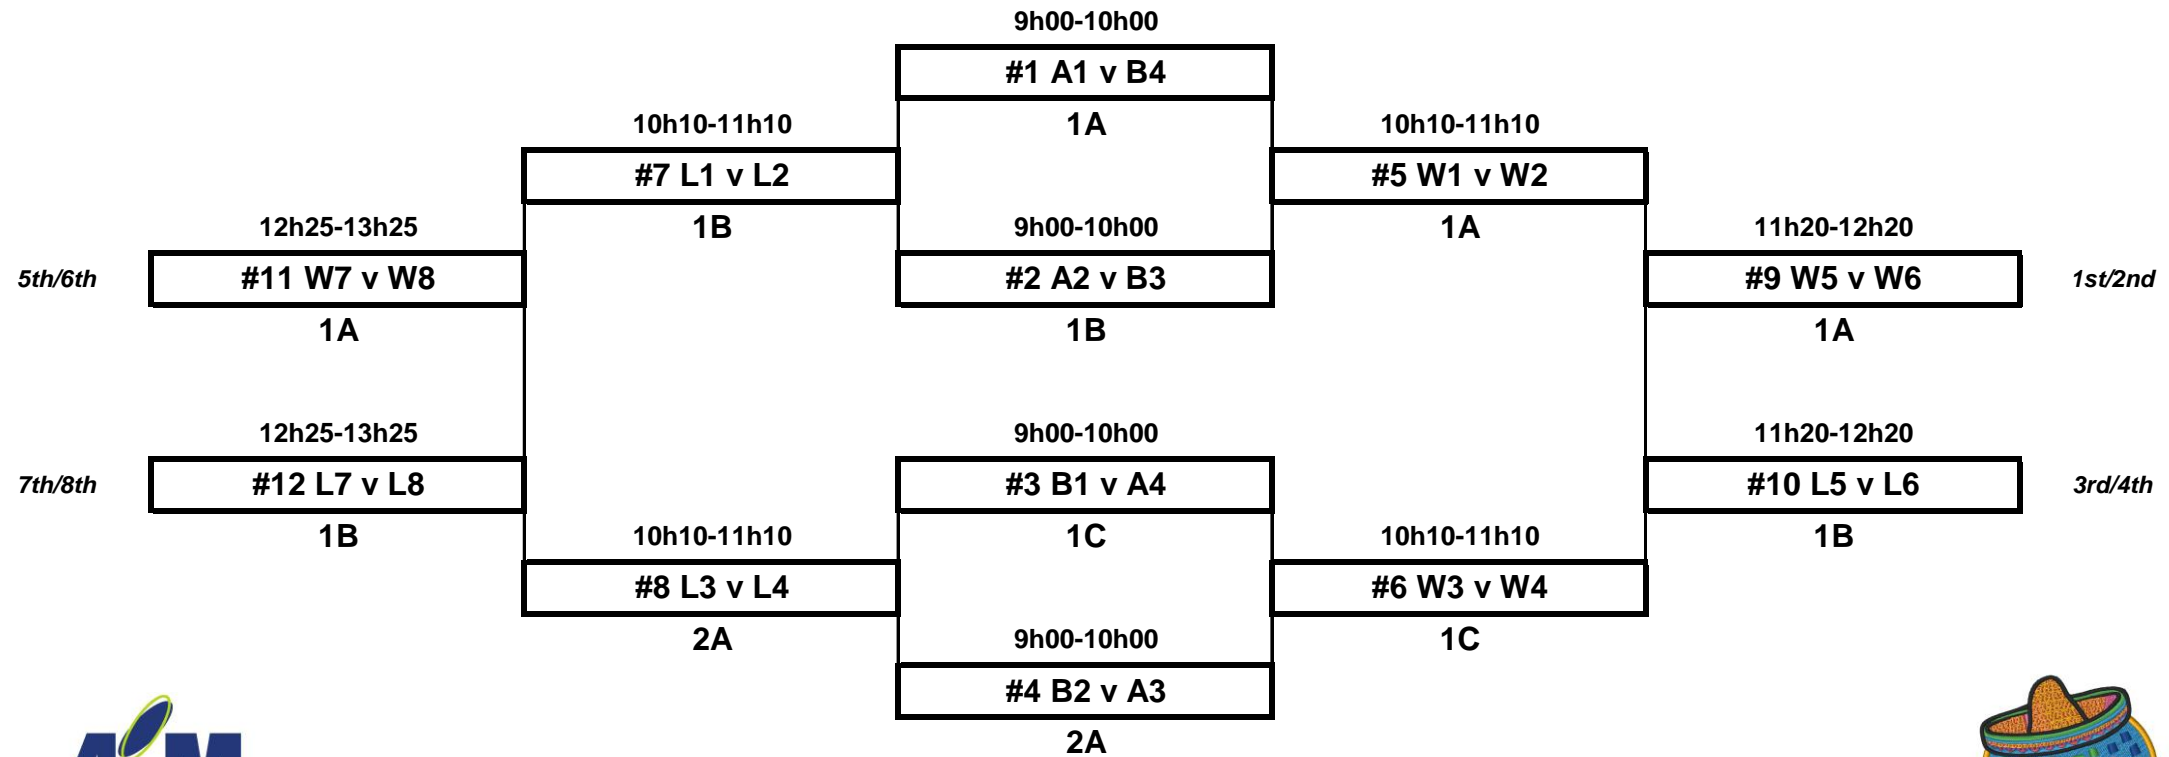 9h00-10h00
#1 A1 v B4
10h10-11h10 1A 10h10-11h10
#7 L1 v L2 #5 W1 v W2
12h25-13h25 1B 9h00-10h00 1A 11h20-12h20
5th/6th #11 W7 v W8 #2 A2 v B3 #9 W5 v W6 1st/2nd
1A 1B 1A
12h25-13h25 9h00-10h00 11h20-12h20
7th/8th #12 L7 v L8 #3 B1 v A4 #10 L5 v L6 3rd/4th
1B 10h10-11h10 1C 10h10-11h10 1B
#8 L3 v L4 #6 W3 v W4
2A 9h00-10h00 1C
#4 B2 v A3
2A